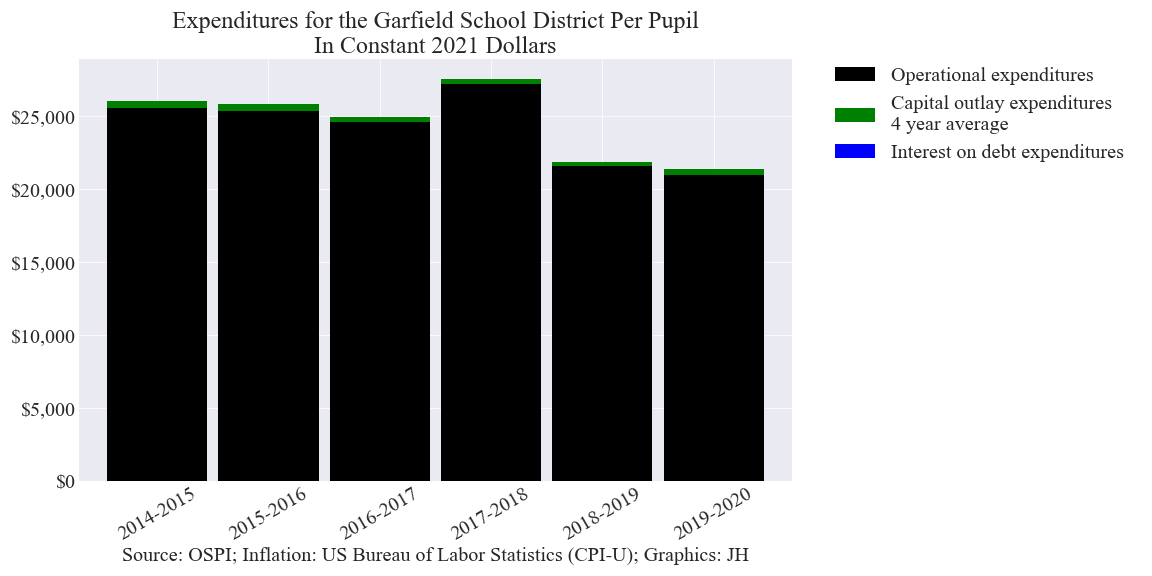 Expenditures for the Garfield School District Per Pupil
In Constant 2021 Dollars
Operational expenditures
Capital outlay expenditures
4 year average
Interest on debt expenditures
$25,000
$20,000
$15,000
$10,000
$5,000
$0
2014-2015
2015-2016
2016-2017
2017-2018
2018-2019
2019-2020
Source: OSPI; Inflation: US Bureau of Labor Statistics (CPI-U); Graphics: JH